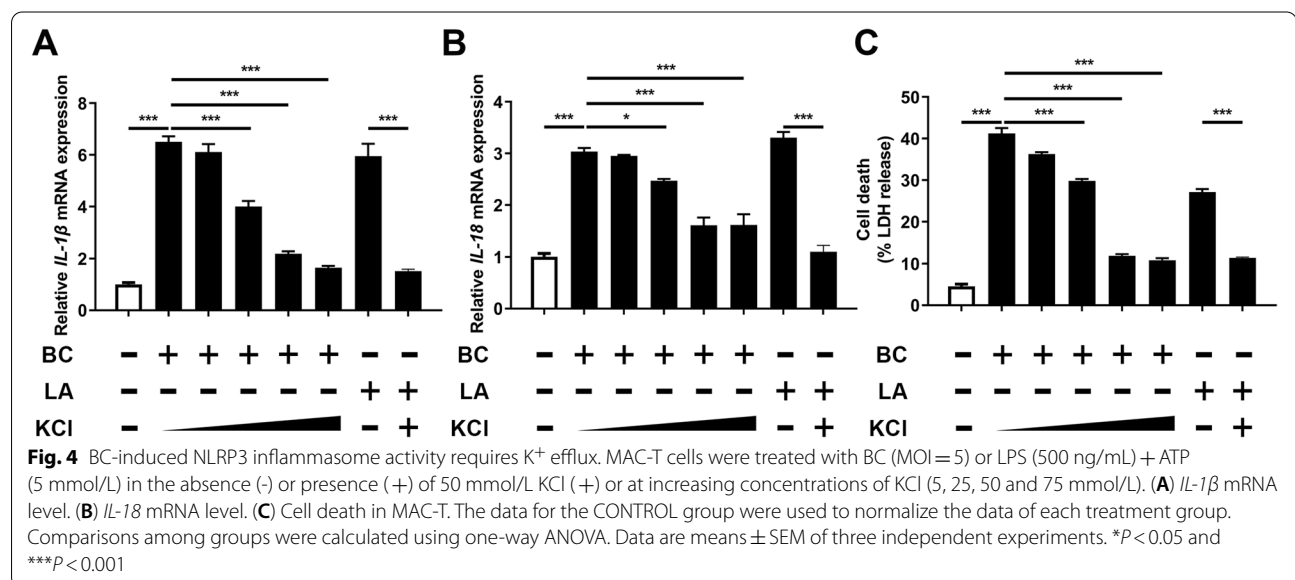 A
B
C
Relative IL-1β mRNA expression
8
6
4
2
0
***
***
***
***
***
Relative IL-18 mRNA expression
4
3
2
1
0
***
***
***
*
***
Cell death
(% LDH release)
50
40
30
20
10
0
***
***
***
***
***
BC - + + + + + - -
LA - - - - - - + +
KCl - - +
BC - + + + + + - -
LA - - - - - - + +
KCl - - +
BC - + + + + + - -
LA - - - - - - + +
KCl - - +
Fig. 4 BC-induced NLRP3 inflammasome activity requires K+ efflux. MAC-T cells were treated with BC (MOI = 5) or LPS (500 ng/mL) + ATP
(5 mmol/L) in the absence (-) or presence (+) of 50 mmol/L KCl (+) or at increasing concentrations of KCl (5, 25, 50 and 75 mmol/L). (A) IL-1β mRNA
level. (B) IL-18 mRNA level. (C) Cell death in MAC-T. The data for the CONTROL group were used to normalize the data of each treatment group.
Comparisons among groups were calculated using one-way ANOVA. Data are means ± SEM of three independent experiments. *P < 0.05 and
***P < 0.001